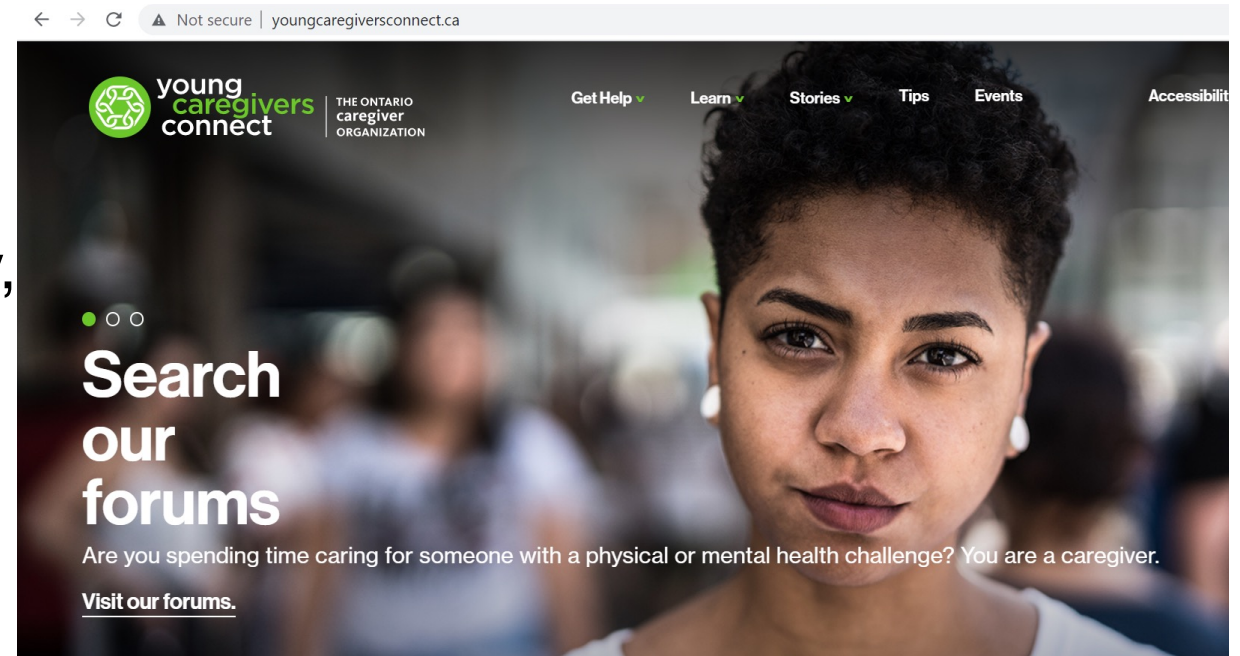 Not secure | youngcaregiversconnect.ca
young
caregivers
connect
THE ONTARIO
caregiver
ORGANIZATION
Get Help
Learn
Stories
Tips
Events
Accessibilit
,
Search
our
forums
Are you spending time caring for someone with a physical or mental health challenge? You are a caregiver.
Visit our forums.